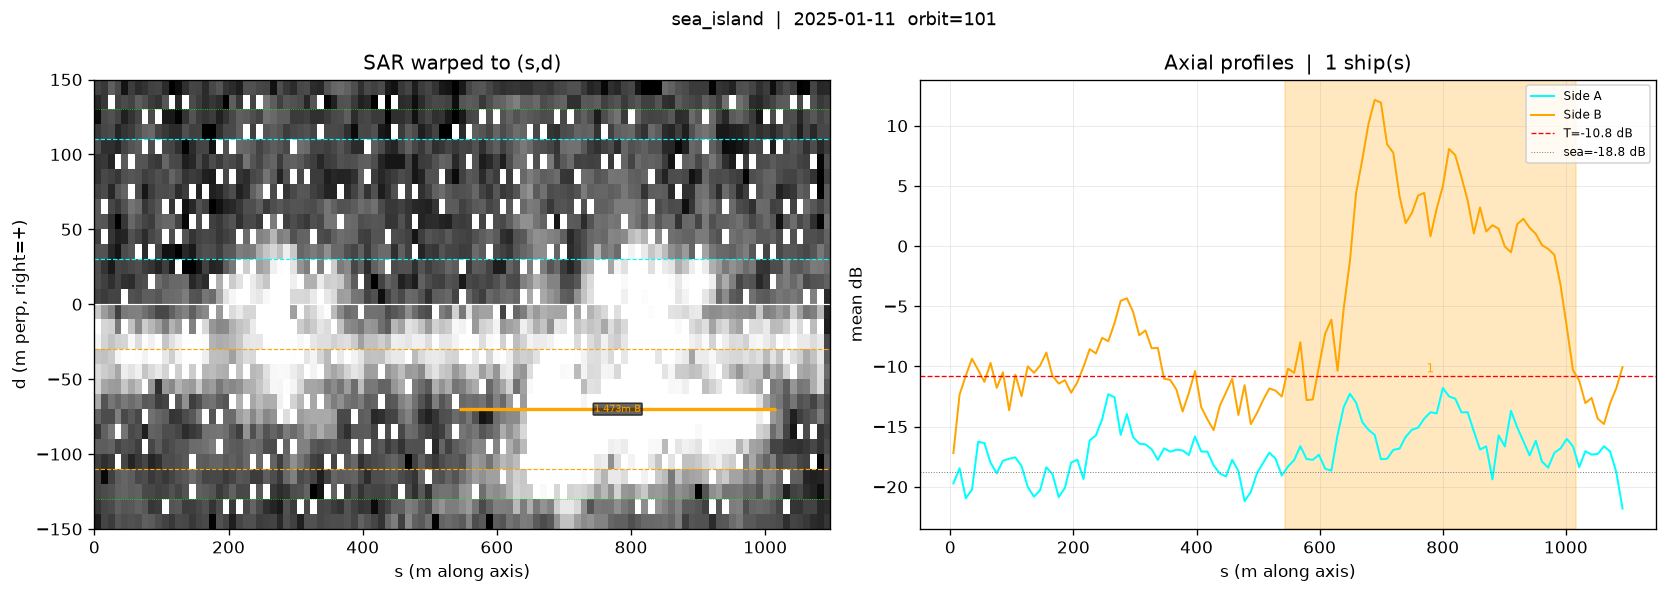 sea_island | 2025-01-11 orbit=101
SAR warped to (s,d)
150
100
50
0
−50
−100
−150
d (m perp, right=+)
1 473m B
0
200
400
600
800
1000
s (m along axis)
Axial profiles | 1 ship(s)
10
5
0
−5
−10
−15
−20
mean dB
Side A
Side B
T=-10.8 dB
sea=-18.8 dB
1
0
200
400
600
800
1000
s (m along axis)